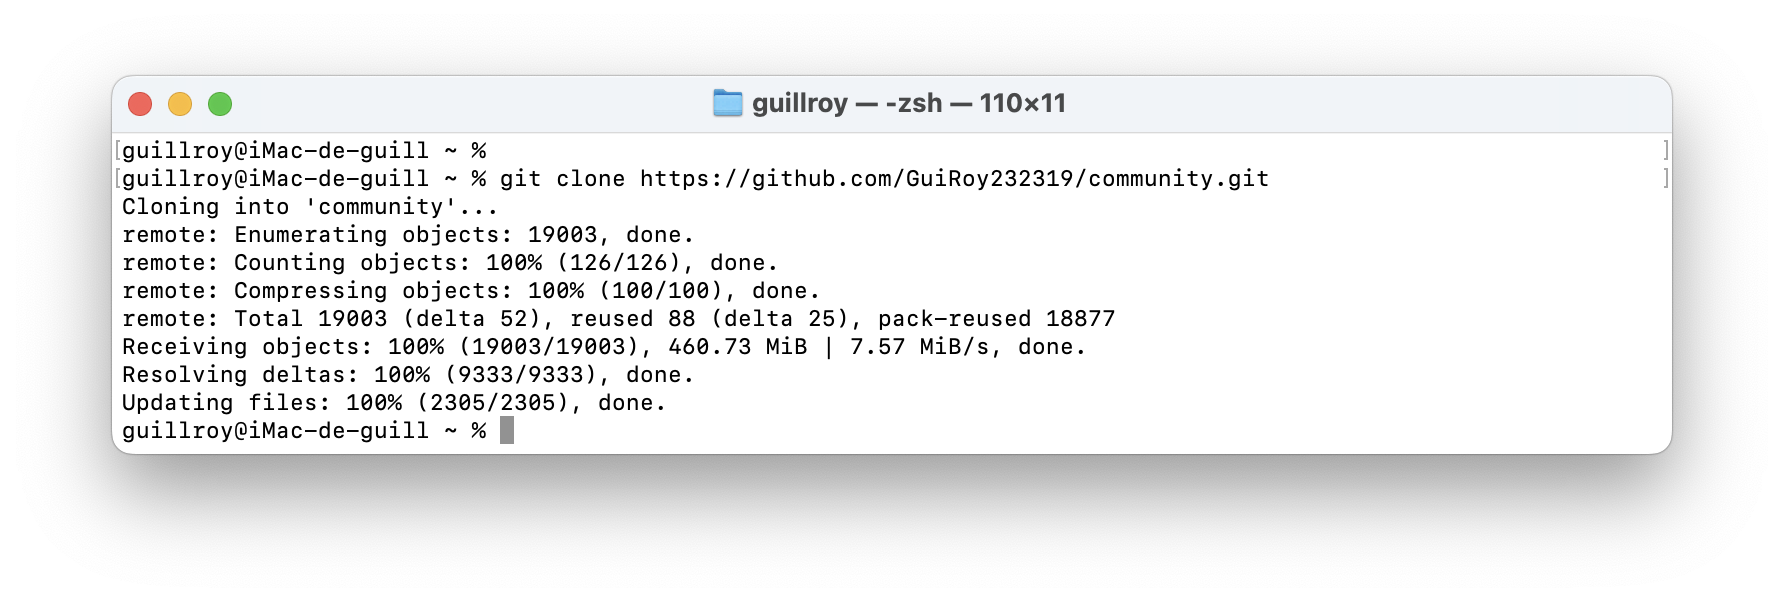 guillroy — -zsh — 110×11
[guillroy@iMac-de-guill ~ % ]
[guillroy@iMac-de-guill ~ % git clone https://github.com/GuiRoy232319/community.git ]
Cloning into 'community'...
remote: Enumerating objects: 19003, done.
remote: Counting objects: 100% (126/126), done.
remote: Compressing objects: 100% (100/100), done.
remote: Total 19003 (delta 52), reused 88 (delta 25), pack-reused 18877
Receiving objects: 100% (19003/19003), 460.73 MiB | 7.57 MiB/s, done.
Resolving deltas: 100% (9333/9333), done.
Updating files: 100% (2305/2305), done.
guillroy@iMac-de-guill ~ %